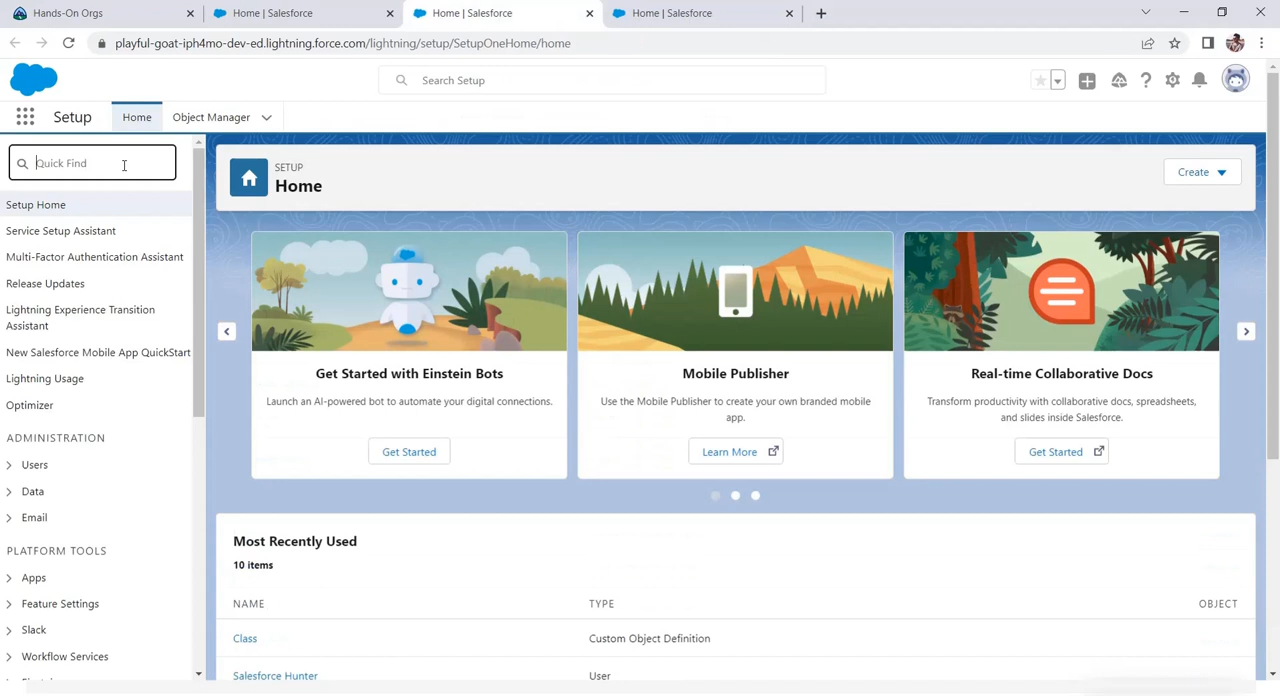 Hands-On Orgs
Home | Salesforce
Home | Salesforce
Home | Salesforce
playful-goat-iph4mo-dev-ed.lightning.force.com/lightning/setup/SetupOneHome/home
Search Setup
Setup
Home
Object Manager
Quick Find
Setup Home
Service Setup Assistant
Multi-Factor Authentication Assistant
Release Updates
Lightning Experience Transition
Assistant
New Salesforce Mobile App QuickStart
Lightning Usage
Optimizer
ADMINISTRATION
Users
Data
Email
PLATFORM TOOLS
Apps
Feature Settings
Slack
Workflow Services
SETUP
Home
Create
Get Started with Einstein Bots
Launch an AI-powered bot to automate your digital connections.
Get Started
Mobile Publisher
Use the Mobile Publisher to create your own branded mobile
app.
Learn More
Real-time Collaborative Docs
Transform productivity with collaborative docs, spreadsheets,
and slides inside Salesforce.
Get Started
Most Recently Used
10 items
NAME TYPE OBJECT
Class Custom Object Definition
Salesforce Hunter User